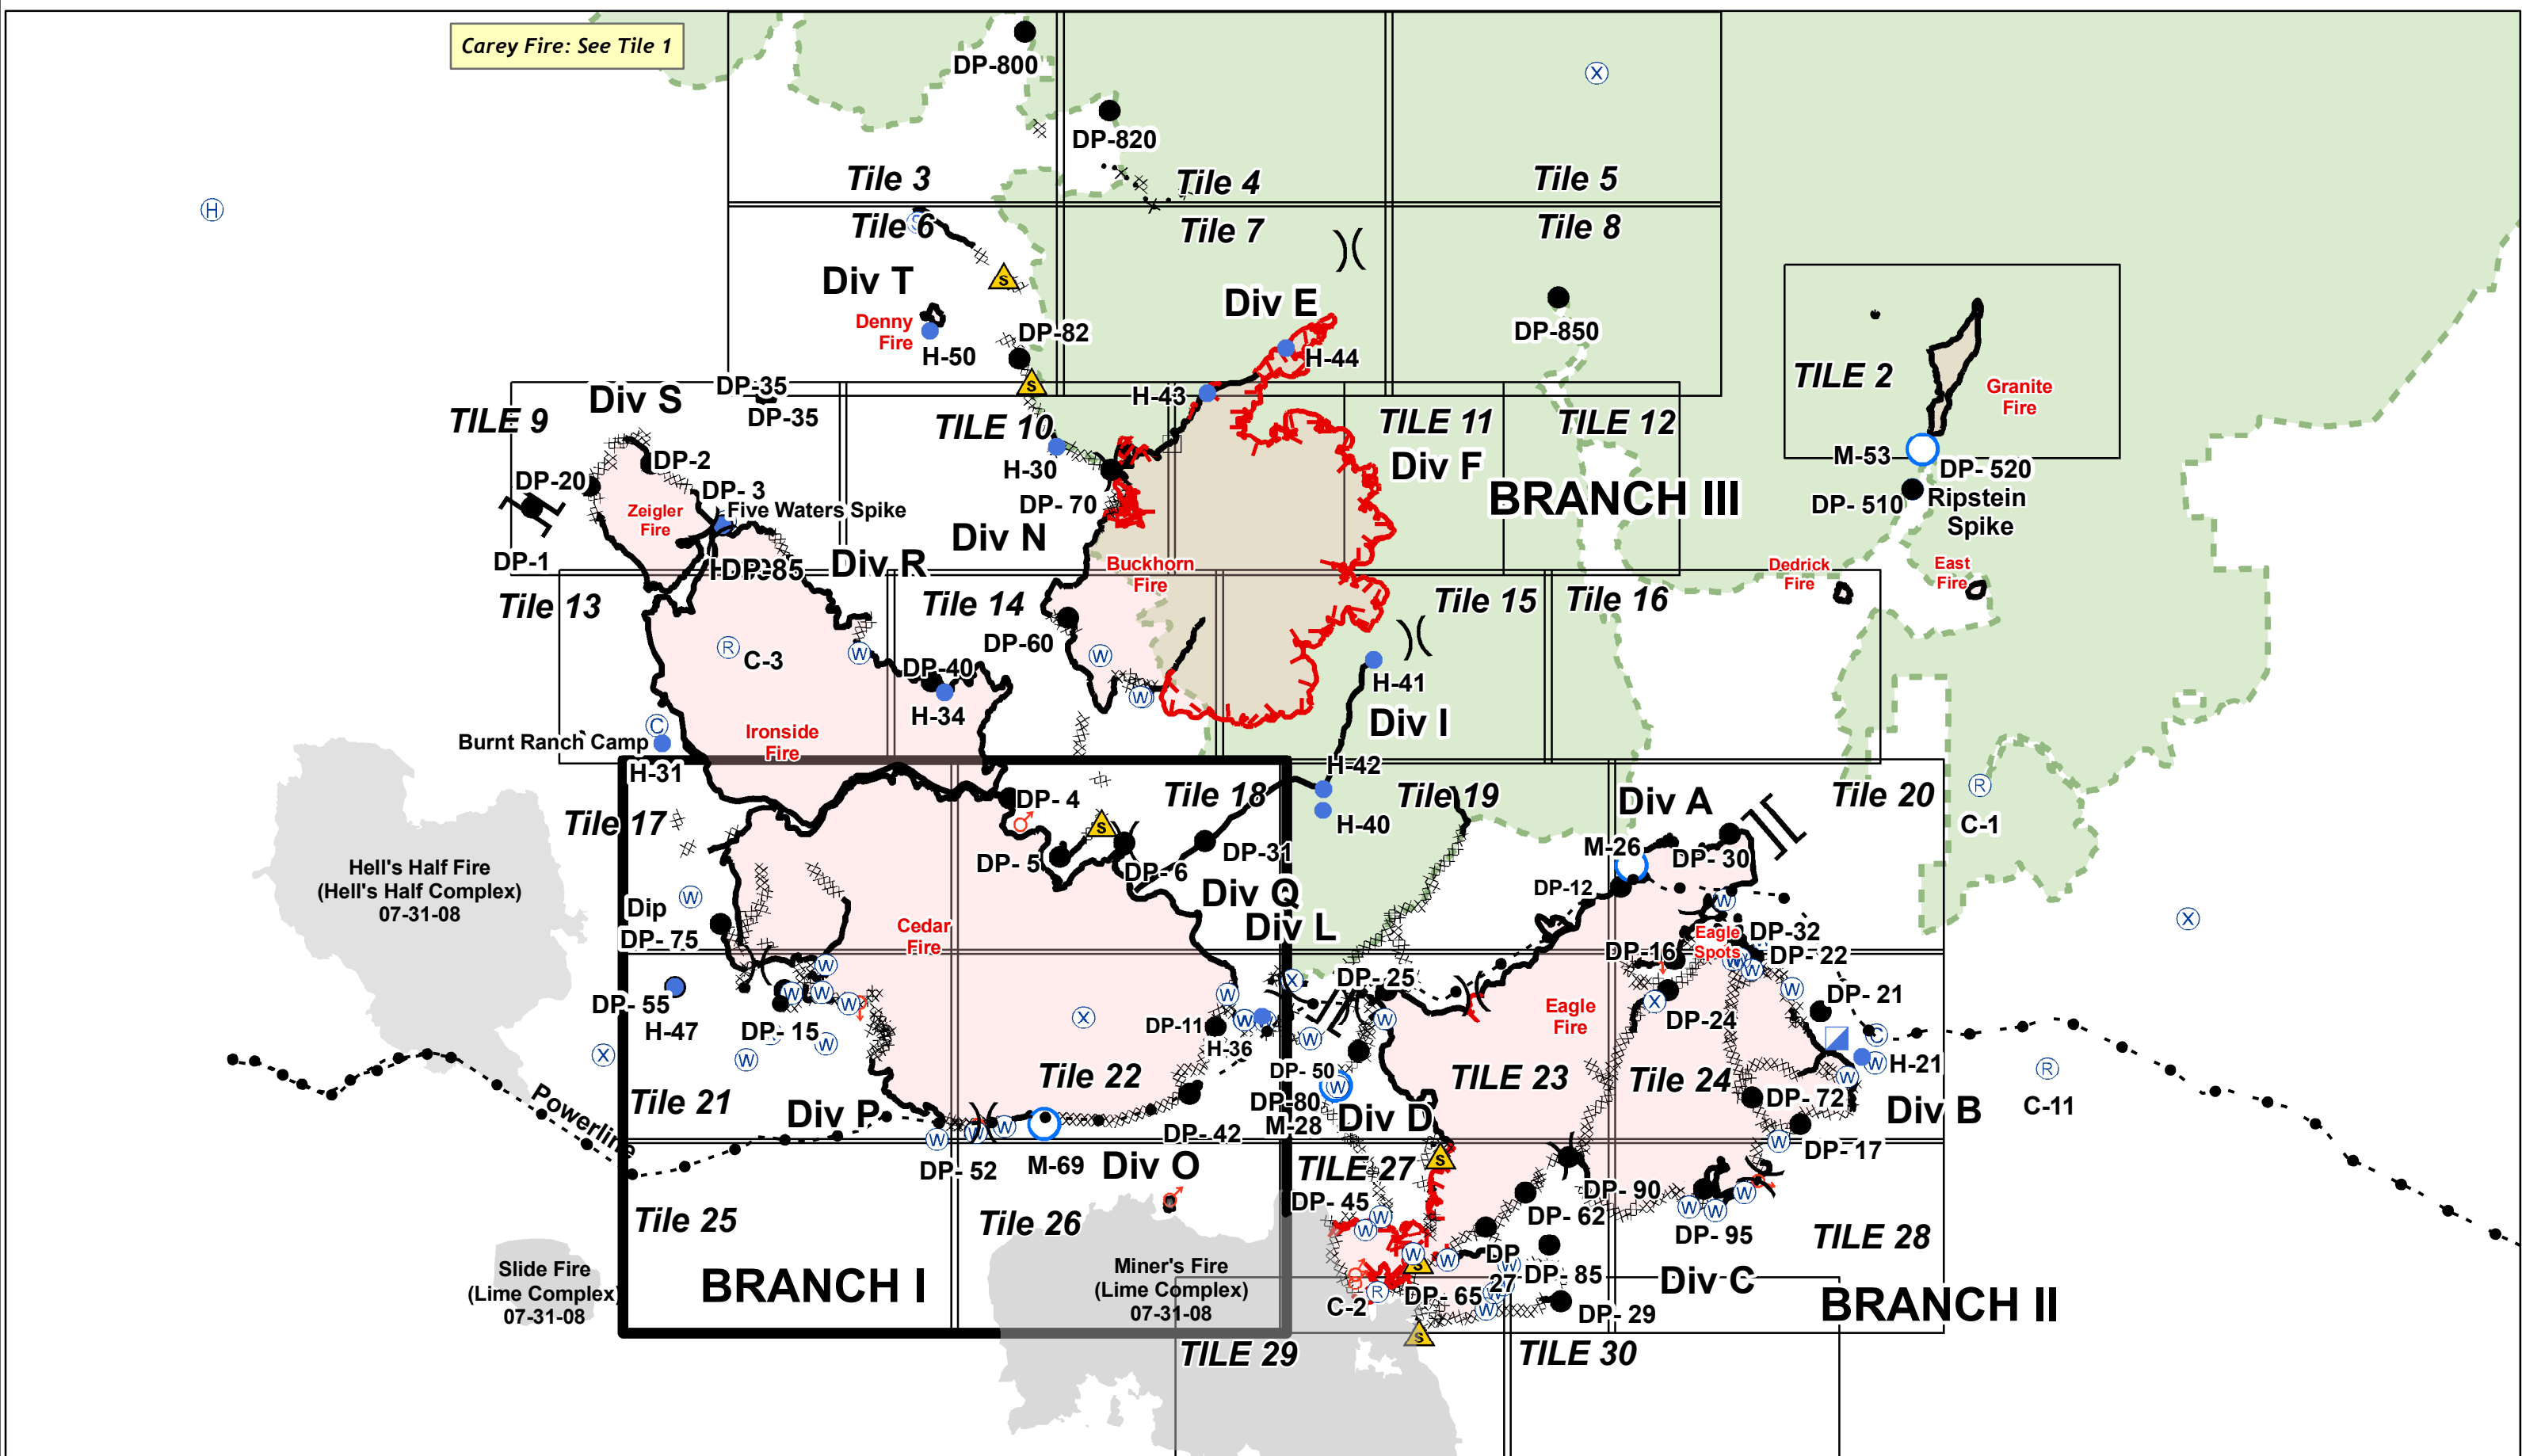 Carey Fire: See Tile 1
DP-800
DP-820
Tile 3
Tile 4
Tile 5
Tile 6
Tile 7
Tile 8
Div T
Div E
Denny
Fire
H-50
DP-82
H-44
DP-850
TILE 2
Granite
Fire
DP-35
DP-35
H-43
Div S
TILE 9
TILE 10
TILE 11
TILE 12
H-30
DP-2
DP-20
DP- 3
Five Waters Spike
Zeigler
Fire
DP- 70
Div F
BRANCH III
M-53
DP- 520
DP- 510
Ripstein
Spike
DP-1
DP-85
Div R
Div N
Buckhorn
Fire
Dedrick
Fire
East
Fire
Tile 13
Tile 14
Tile 15
Tile 16
C-3
DP-60
DP-40
H-34
H-41
Div I
Burnt Ranch Camp
Ironside
Fire
H-31
H-42
H-40
Tile 17
Tile 18
Tile 19
Div A
Tile 20
C-1
DP- 4
DP- 5
DP- 6
DP-31
M-26
DP- 30
DP-12
Hell's Half Fire
(Hell's Half Complex)
07-31-08
Dip
DP- 75
Cedar
Fire
Div Q
Div L
DP-16
Eagle
Spots
DP-32
DP- 22
DP- 55
H-47
DP- 15
DP-25
DP-11
H-36
Eagle
Fire
DP-24
DP- 21
H-21
C-11
Powerline
Tile 21
Tile 22
DP- 50
DP-80
M-28
TILE 23
Tile 24
DP- 72
Div B
Div P
Div D
DP- 42
DP- 52
M-69
Div O
DP- 17
Tile 25
Tile 26
TILE 27
DP- 45
DP- 90
DP- 62
DP- 95
TILE 28
Slide Fire
(Lime Complex)
07-31-08
BRANCH I
Miner's Fire
(Lime Complex)
07-31-08
C-2
DP- 65
DP
27
DP- 85
DP- 29
Div C
BRANCH II
TILE 29
TILE 30